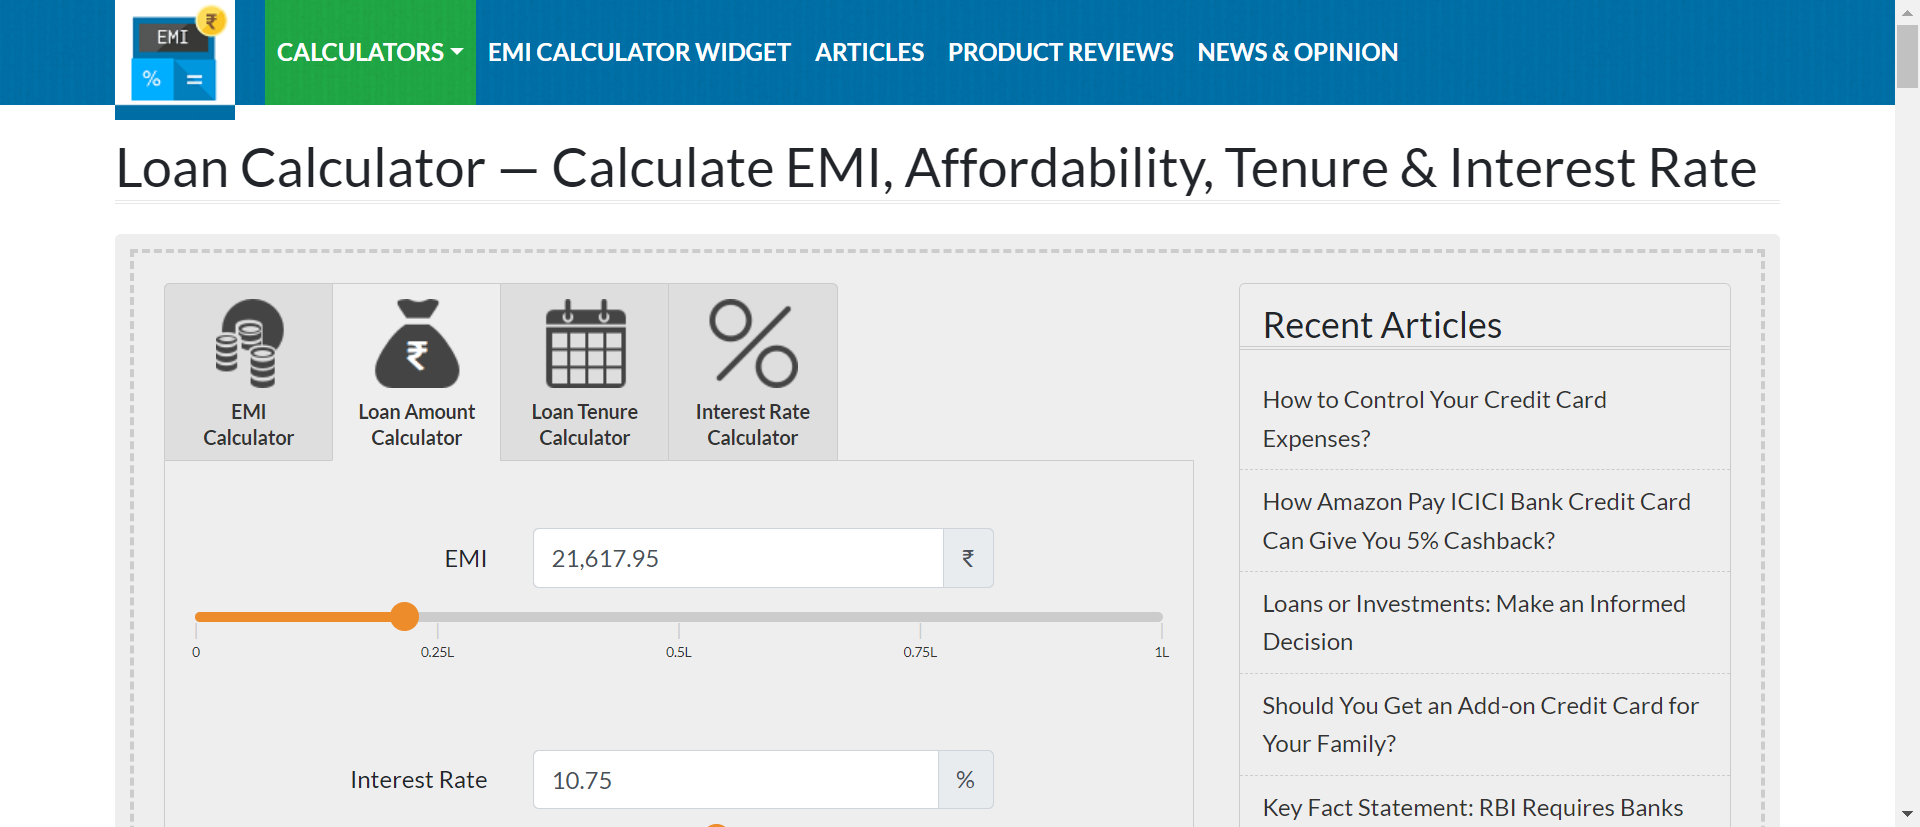 EMI
₹
%
=
CALCULATORS
EMI CALCULATOR WIDGET
ARTICLES
PRODUCT REVIEWS
NEWS & OPINION
Loan Calculator — Calculate EMI, Affordability, Tenure & Interest Rate
EMI
Calculator
₹
Loan Amount
Calculator
Loan Tenure
Calculator
Interest Rate
Calculator
EMI
21,617.95
₹
0
0.25L
0.5L
0.75L
1L
Interest Rate
10.75
%
Recent Articles
How to Control Your Credit Card
Expenses?
How Amazon Pay ICICI Bank Credit Card
Can Give You 5% Cashback?
Loans or Investments: Make an Informed
Decision
Should You Get an Add-on Credit Card for
Your Family?
Key Fact Statement: RBI Requires Banks